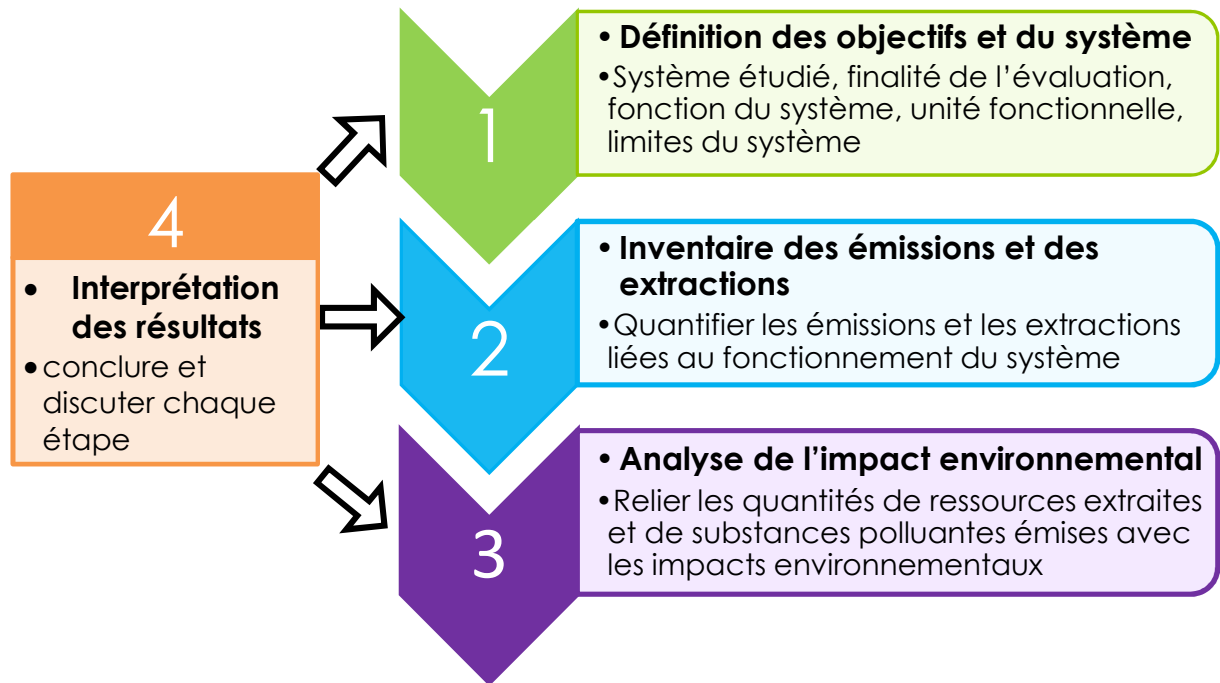 1
• Définition des objectifs et du système
•Système étudié, finalité de l’évaluation,
fonction du système, unité fonctionnelle,
limites du système
4
• Interprétation
des résultats
•conclure et
discuter chaque
étape
2
• Inventaire des émissions et des
extractions
•Quantifier les émissions et les extractions
liées au fonctionnement du système
3
• Analyse de l’impact environnemental
•Relier les quantités de ressources extraites
et de substances polluantes émises avec
les impacts environnementaux